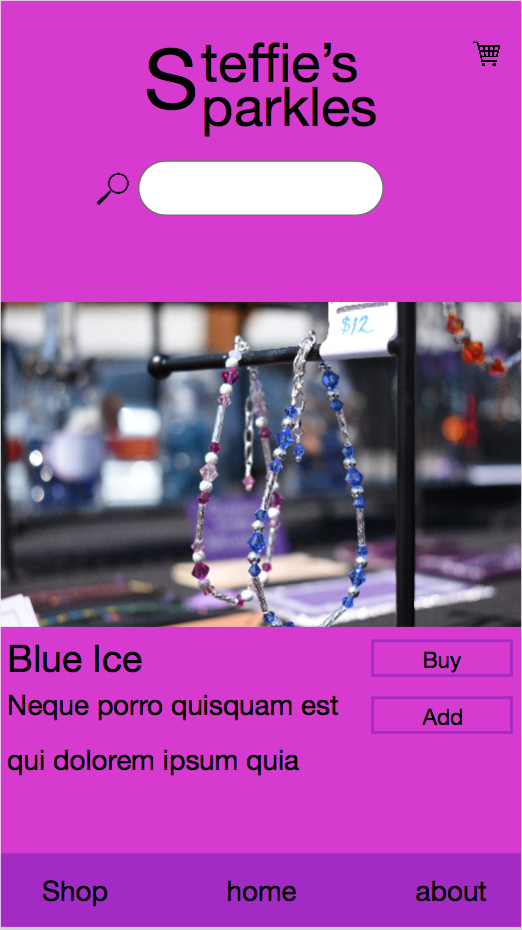 Steffie's
Sparkles
$12
Blue Ice
Buy
Neque porro quisquam est
Add
qui dolorem ipsum quia
Shop home about